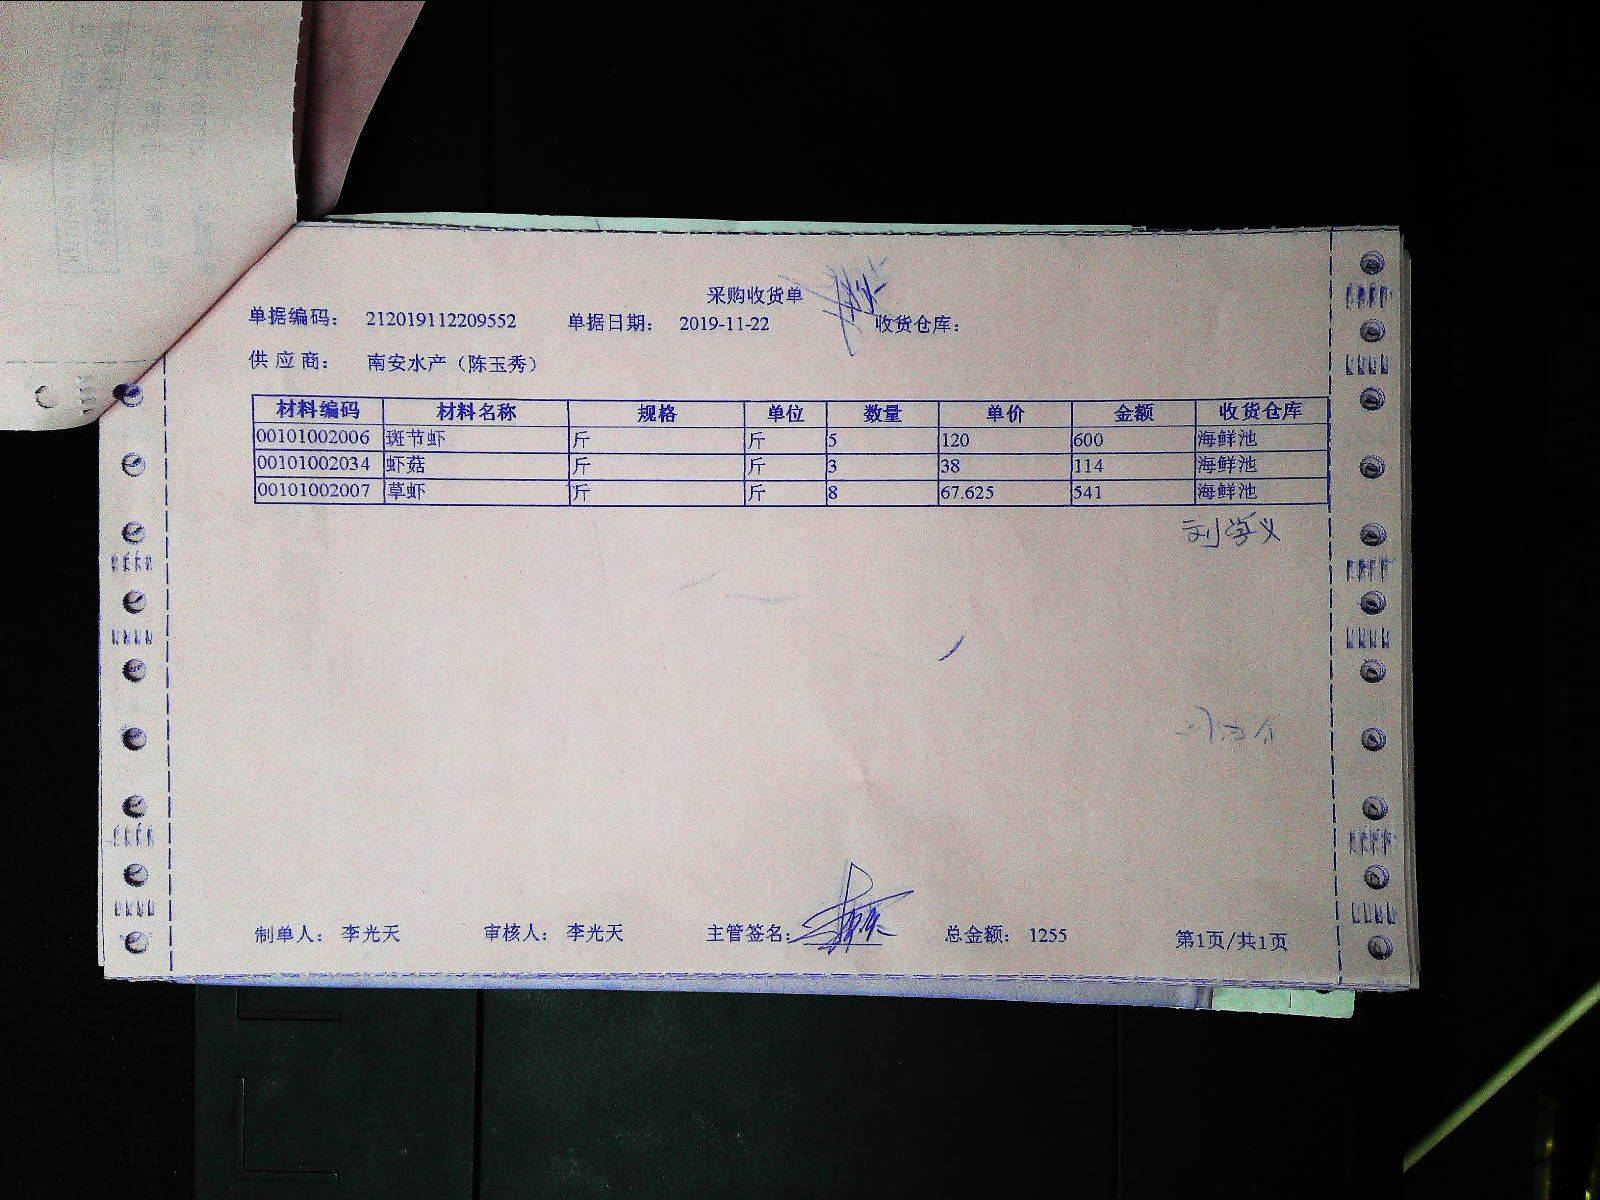 采购收货单
单据编码： 212019112209552 单据日期： 2019-11-22 收货仓库：
供 应 商： 南安水产（陈玉秀）
材料编码 材料名称 规格 单位 数量 单价 金额 收货仓库
00101002006 斑节虾 斤 斤 5 120 600 海鲜池
00101002034 虾菇 斤 斤 3 38 114 海鲜池
00101002007 草虾 斤 斤 8 67.625 541 海鲜池
刘学义
制单人： 李光天 审核人： 李光天 主管签名： 总金额： 1255 第1页/共1页